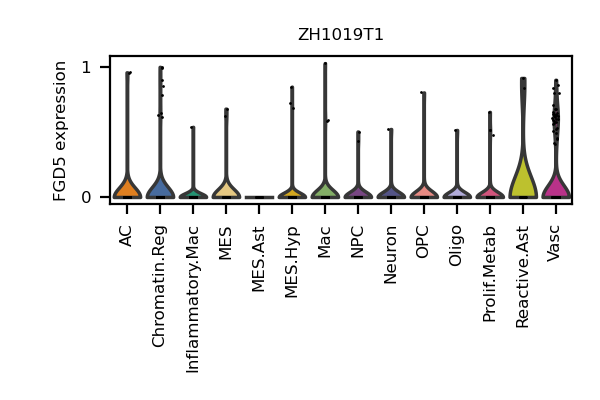 ZH1019T1
FGD5 expression
1
0
AC
Chromatin.Reg
Inflammatory.Mac
MES
MES.Ast
MES.Hyp
Mac
NPC
Neuron
OPC
Oligo
Prolif.Metab
Reactive.Ast
Vasc